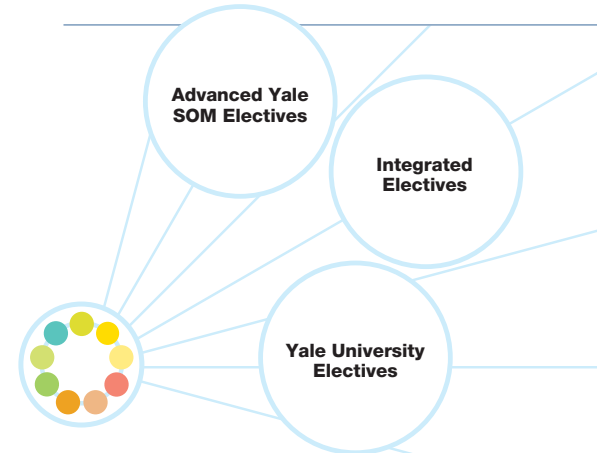 Advanced Yale
SOM Electives
Integrated
Electives
Yale University
Electives